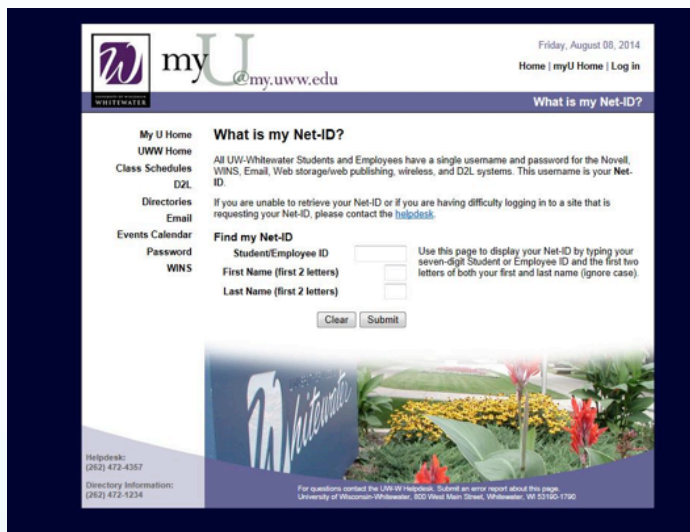 myU
@my.uww.edu
Friday, August 08, 2014
Home | myU Home | Log in
WHITEWATER
What is my Net-ID?
My U Home
UWW Home
Class Schedules
D2L
Directories
Email
Events Calendar
Password
WINS
What is my Net-ID?
All UW-Whitewater Students and Employees have a single username and password for the Novell,
WINS, Email, Web storage/web publishing, wireless, and D2L systems. This username is your Net-
ID.
If you are unable to retrieve your Net-ID or if you are having difficulty logging in to a site that is
requesting your Net-ID, please contact the helpdesk.
Find my Net-ID
Student/Employee ID
First Name (first 2 letters)
Last Name (first 2 letters)
Use this page to display your Net-ID by typing your
seven-digit Student or Employee ID and the first two
letters of both your first and last name (ignore case).
Clear Submit
Whitewater
Helpdesk:
(262) 472-4357
Directory Information:
(262) 472-1234
For questions contact the UW-W Helpdesk. Submit an error report about this page.
University of Wisconsin-Whitewater, 800 West Main Street, Whitewater, WI 53190-1790